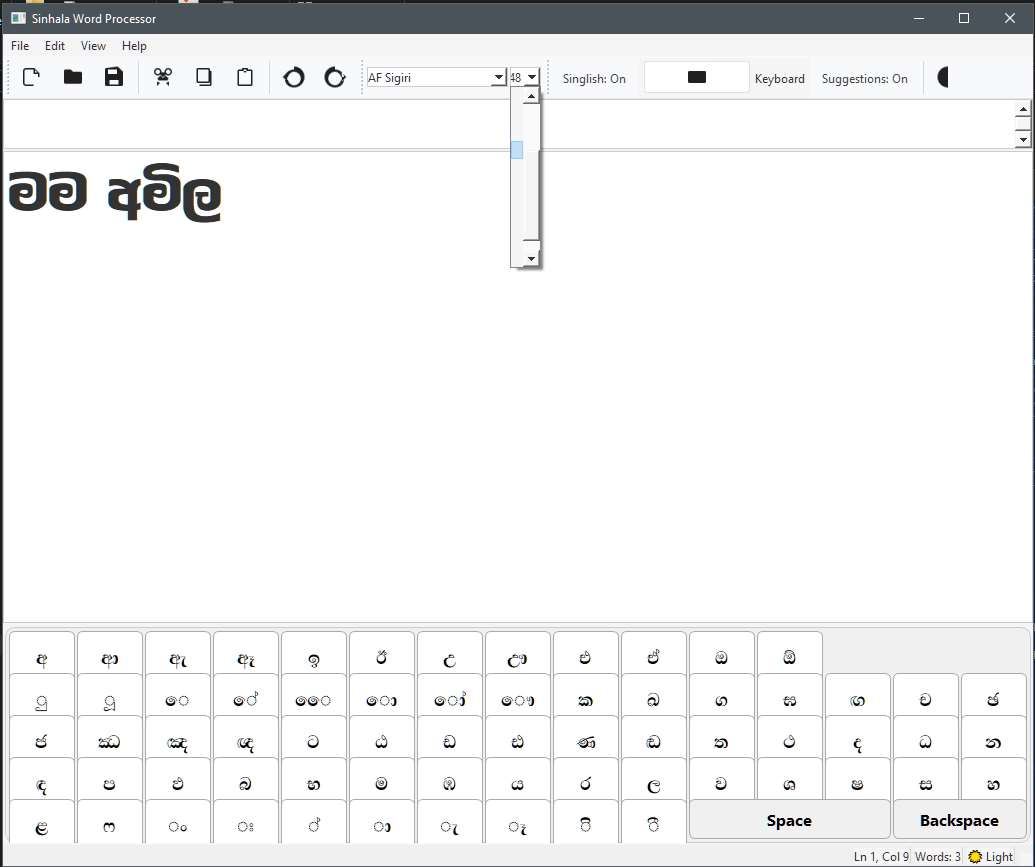 Sinhala Word Processor
File Edit View Help
AF Sigiri 48 Singlish: On Keyboard Suggestions: On
මම අමිල
අ ආ ඇ ඈ ඉ ඊ උ ඌ එ ඒ ඔ ඕ
ු ූ ෙ ේ ෛ ො ෝ ෞ ක ඛ ග ඝ ඟ ච ඡ
ජ ඣ ඤ ඥ ට ඨ ඩ ඪ ණ ඬ ත ථ ද ධ න
ඳ ප ඵ බ භ ම ඹ ය ර ල ව ශ ෂ ස හ
ළ ෆ ං ඃ ් ා ැ ෑ ි ී Space Backspace
Ln 1, Col 9 Words: 3 Light